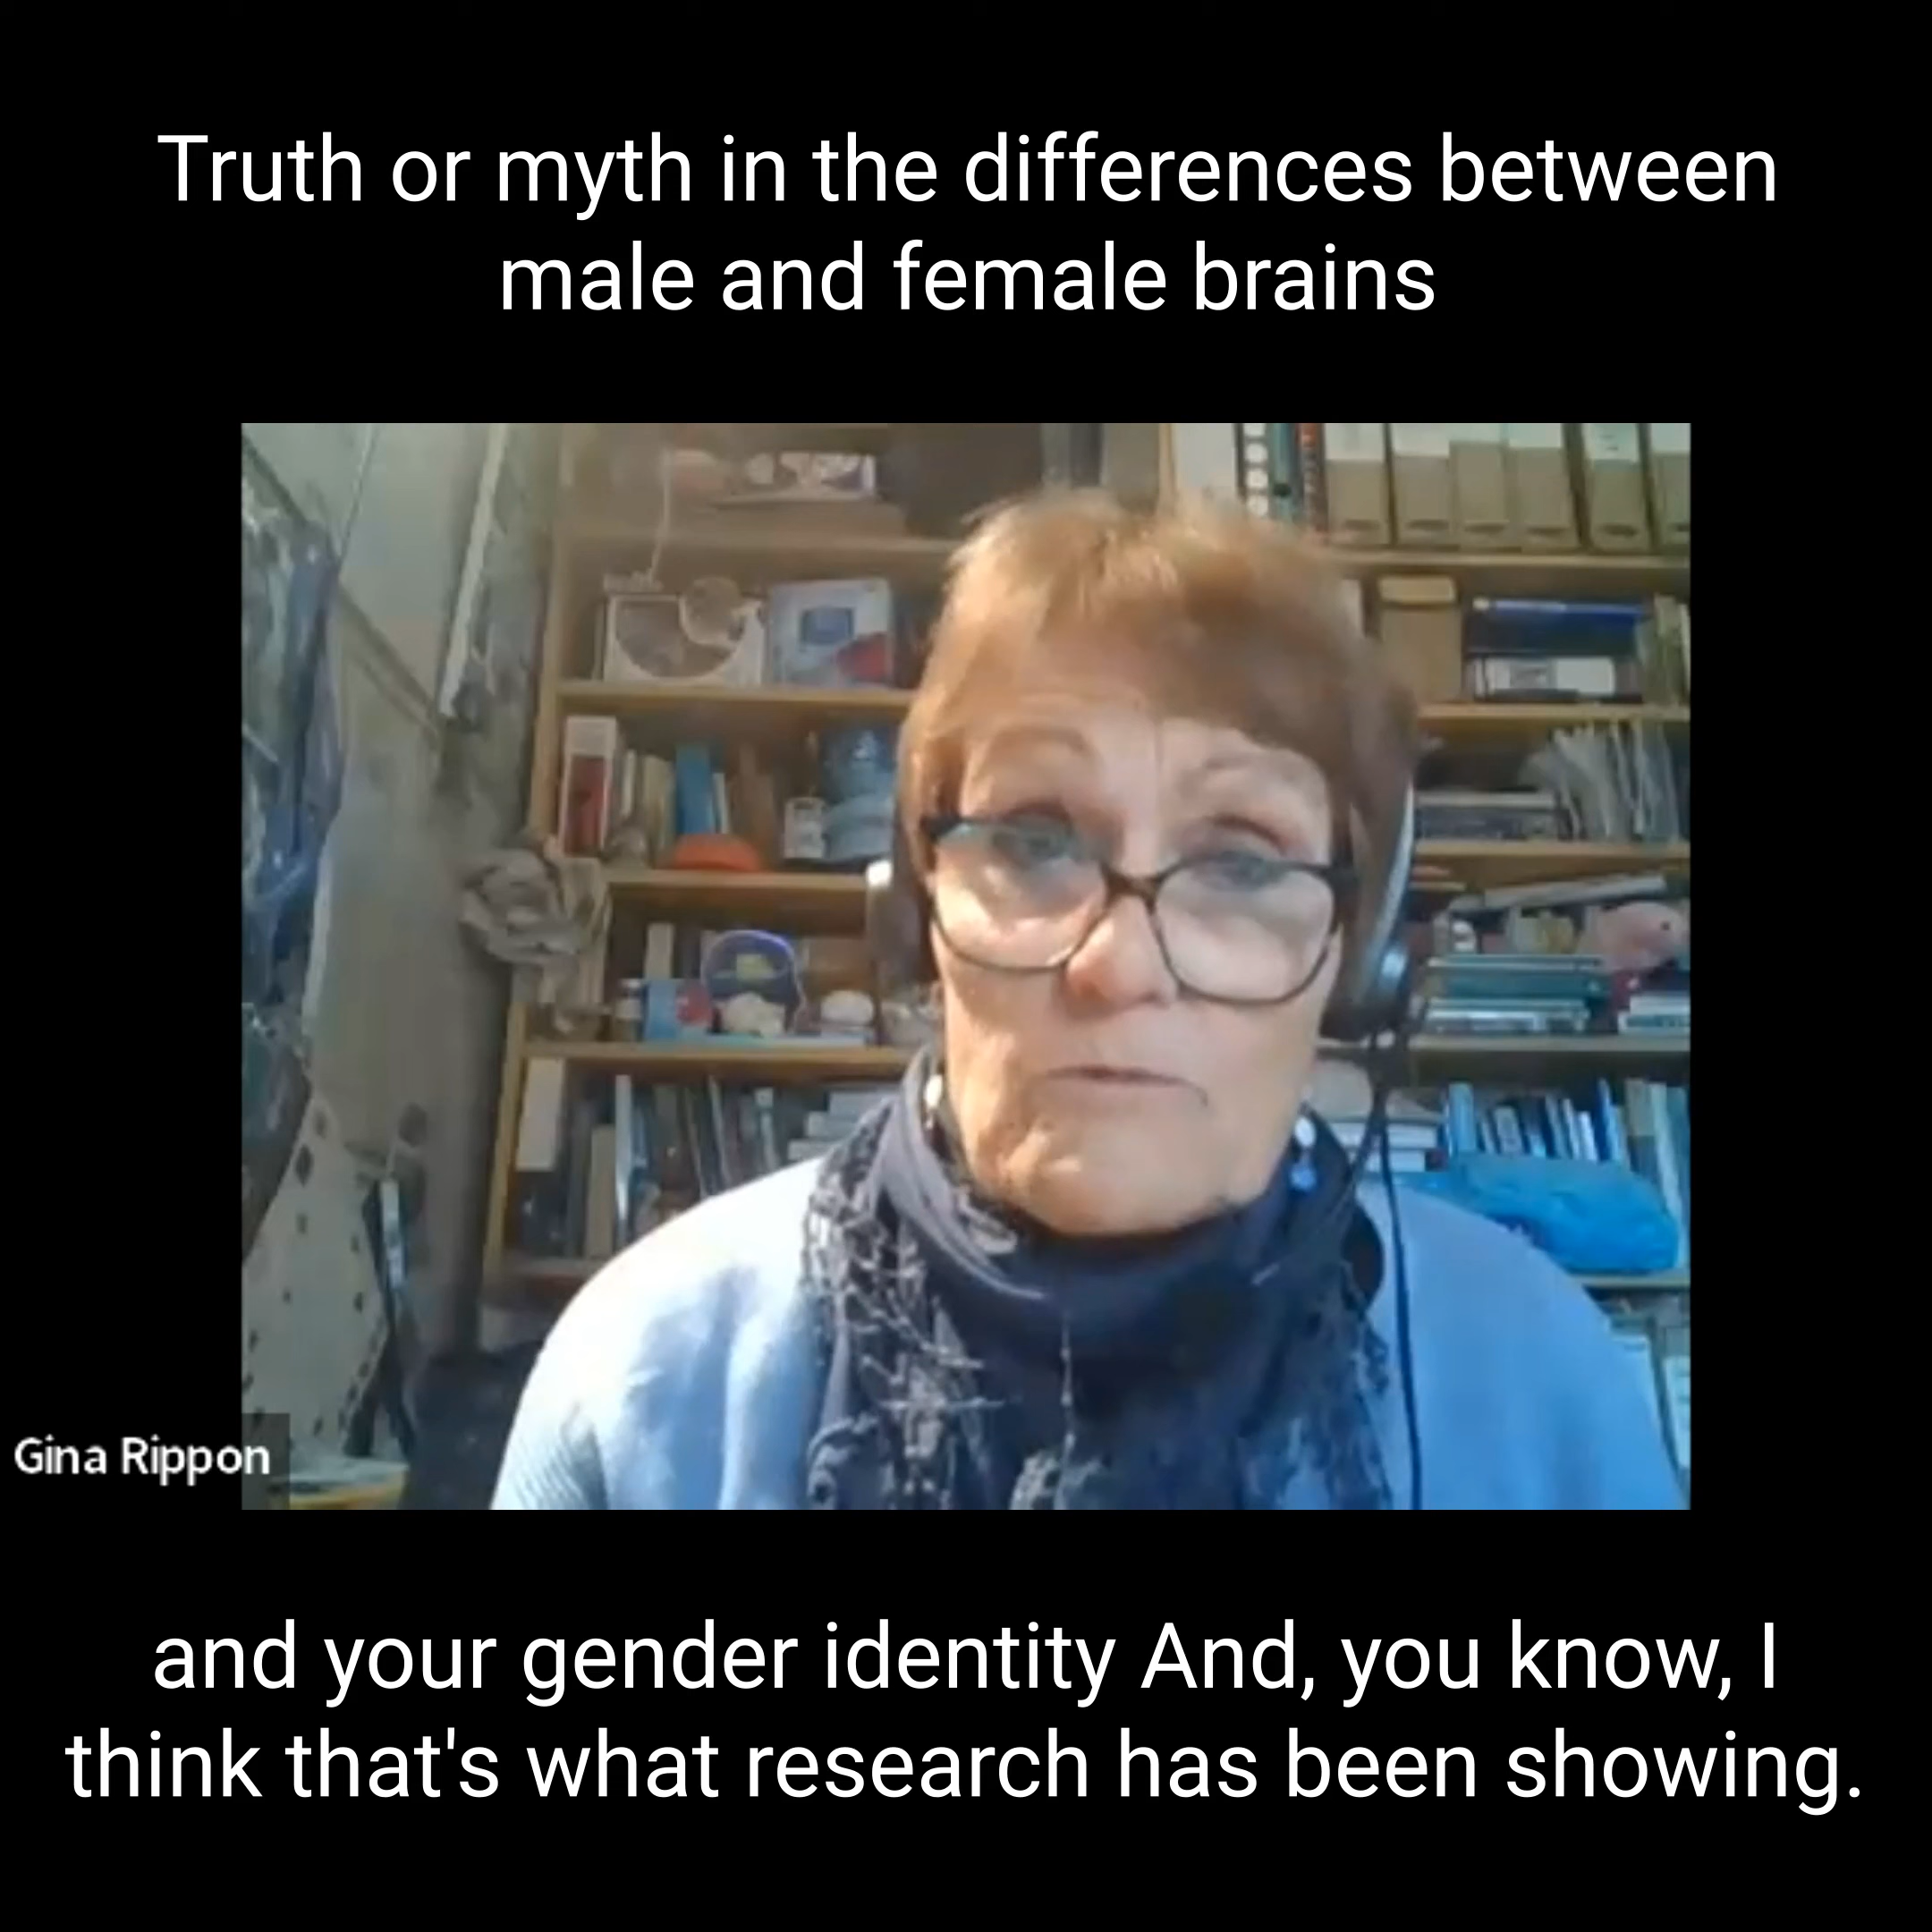 Truth or myth in the differences between
male and female brains
Gina Rippon
and your gender identity And, you know, I
think that's what research has been showing.